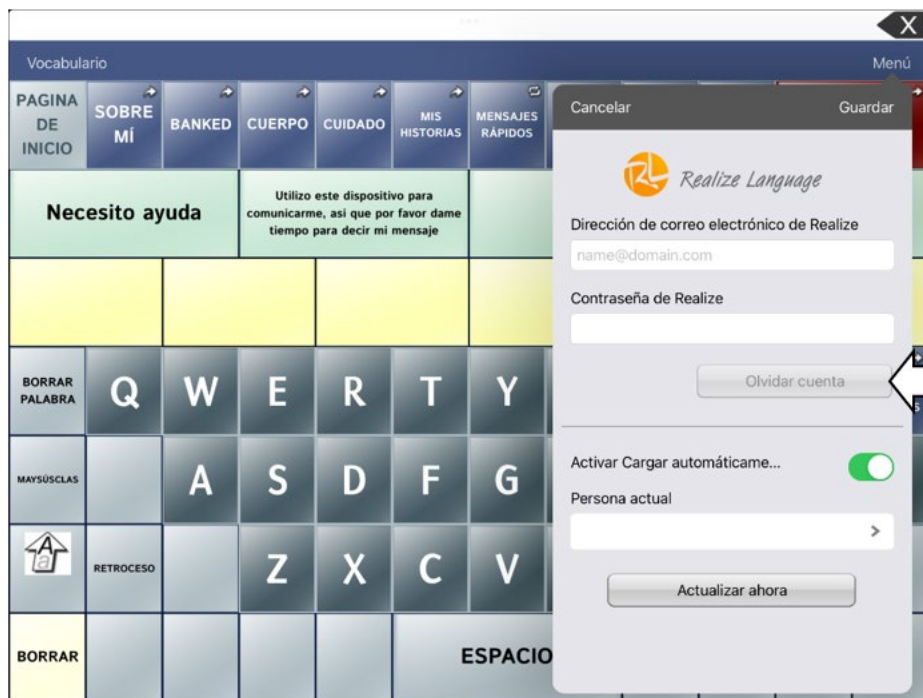 X
Vocabulario
Menú
PAGINA
DE
INICIO
SOBRE
MÍ
BANKED
CUERPO
CUIDADO
MIS
HISTORIAS
MENSAJES
RÁPIDOS
Cancelar
Guardar
RL Realize Language
Necesito ayuda
Utilizo este dispositivo para
comunicarme, asi que por favor dame
tiempo para decir mi mensaje
Dirección de correo electrónico de Realize
name@domain.com
Contraseña de Realize
Olvidar cuenta
BORRAR
PALABRA
Q W E R T Y
S
MAYSÚSCLAS
A S D F G
Activar Cargar automáticame...
Persona actual
>
A
a
RETROCESO
Z X C V
Actualizar ahora
BORRAR
ESPACIO